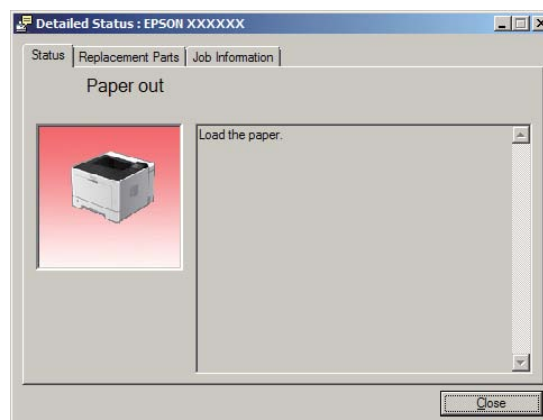 Detailed Status : EPSON XXXXXX
Status Replacement Parts Job Information
Paper out
Load the paper.
Close